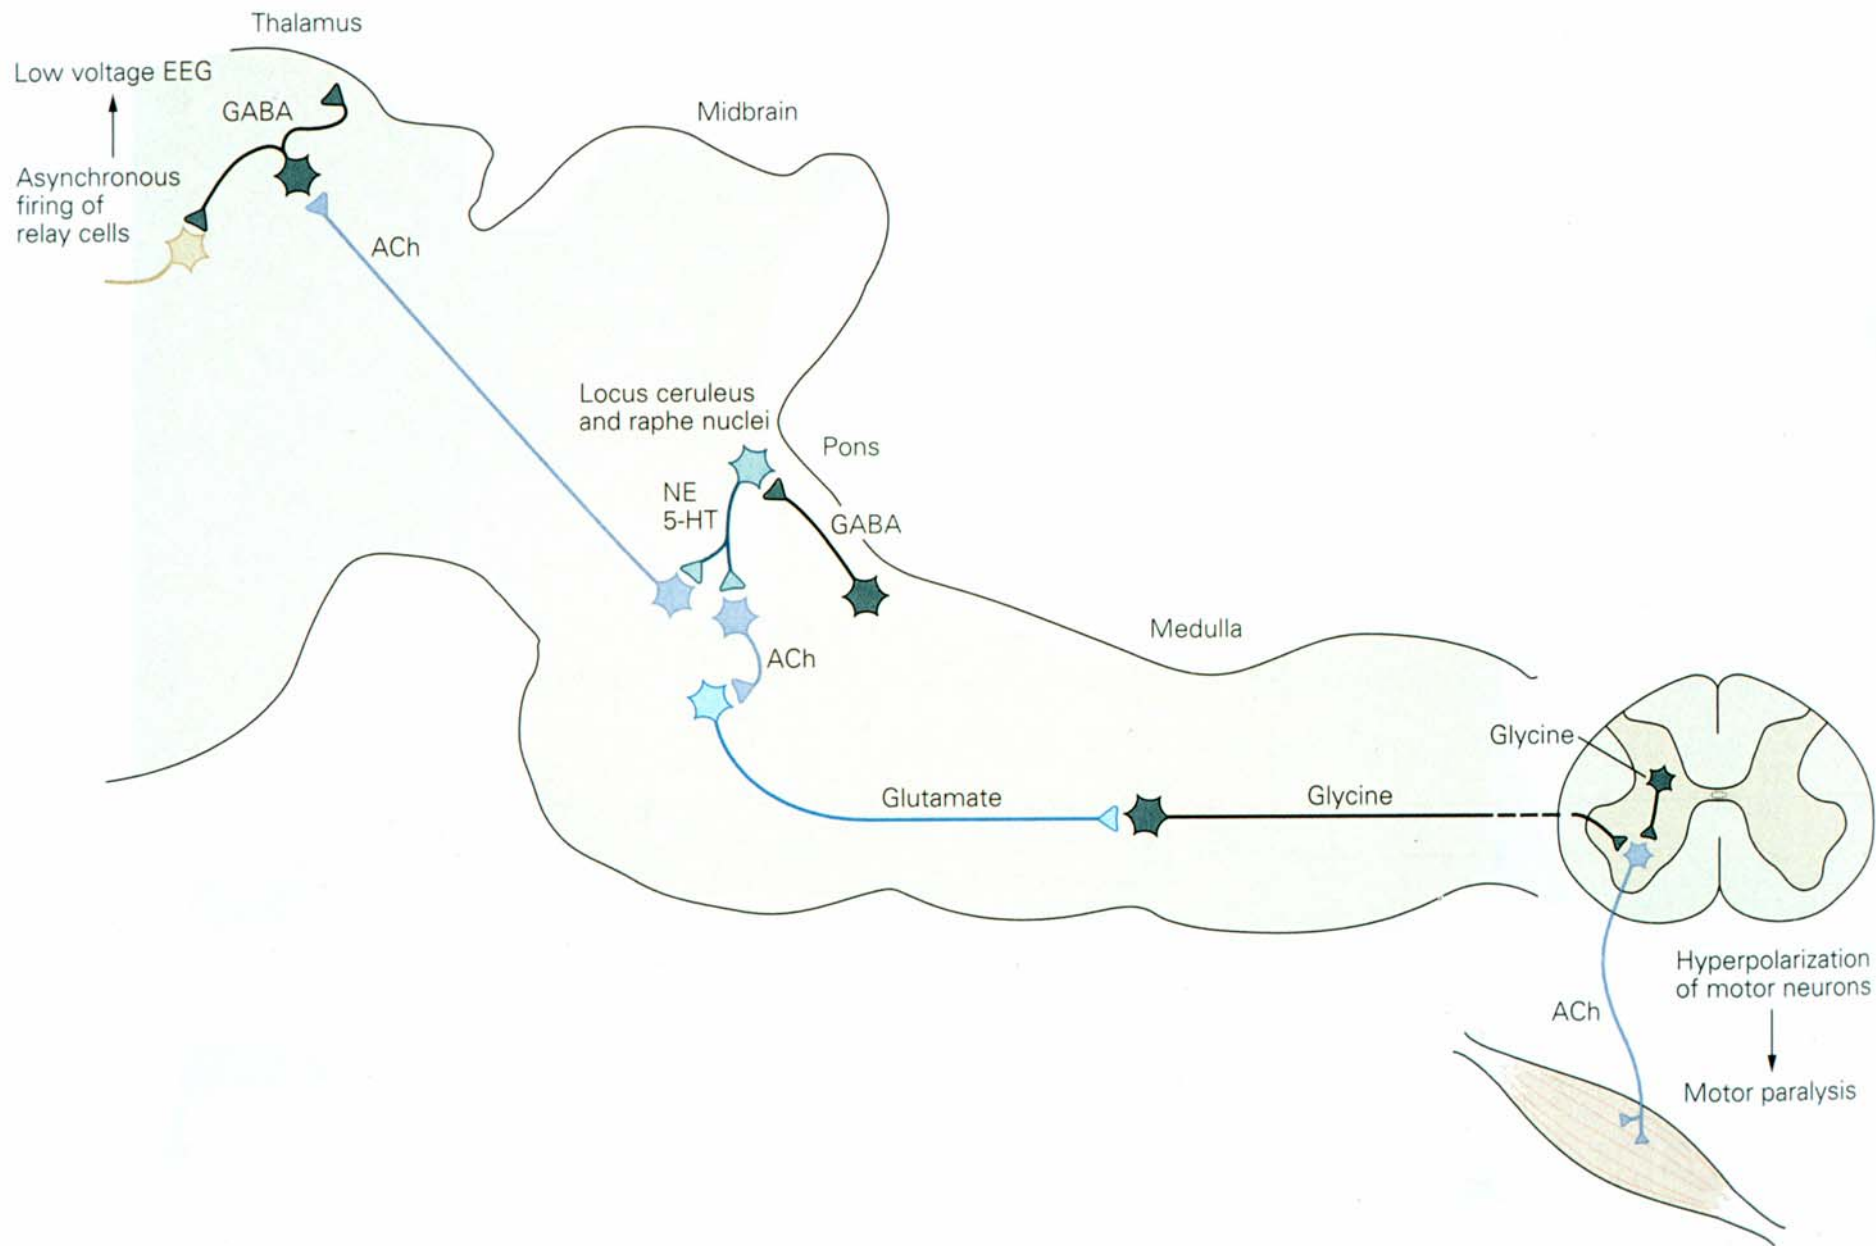 Thalamus
Low voltage EEG
GABA
Midbrain
Asynchronous
firing of
relay cells
ACh
Locus ceruleus
and raphe nuclei
Pons
NE
5-HT
GABA
Medulla
ACh
Glycine
Glutamate
Glycine
Hyperpolarization
of motor neurons
ACh
Motor paralysis